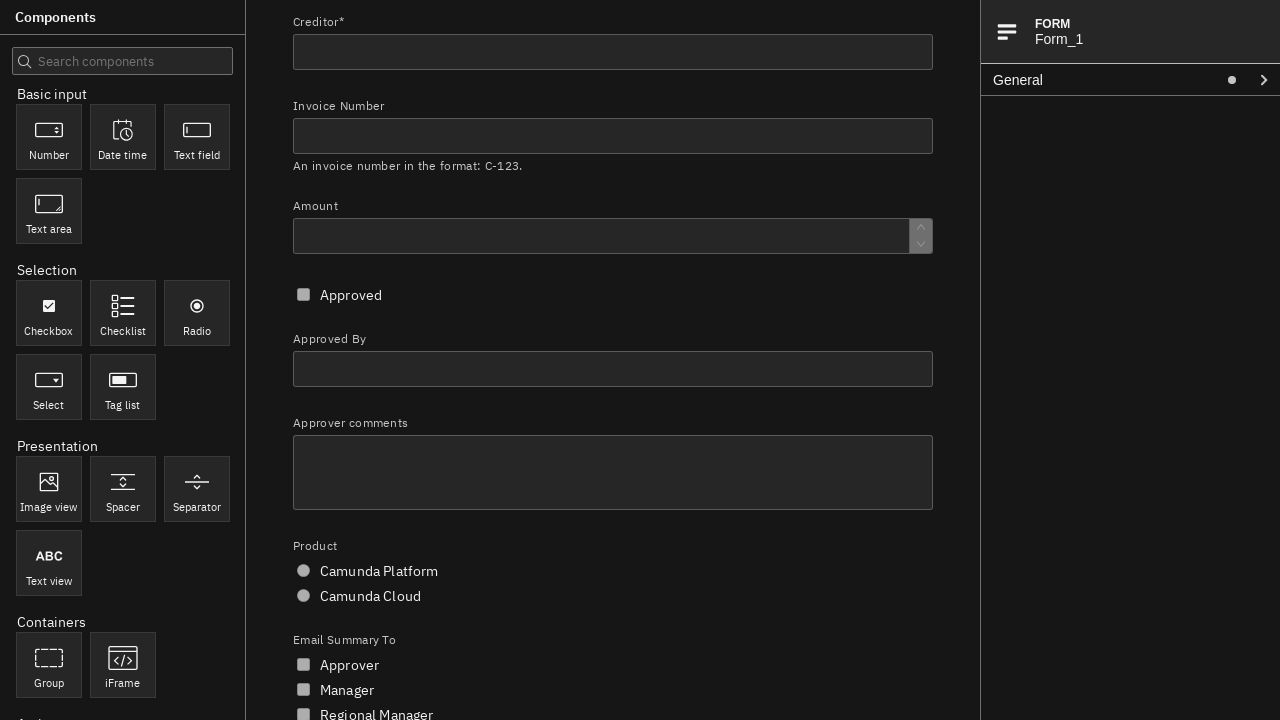 Components
Search components
Basic input
Number
Date time
Text field
Text area
Selection
Checkbox
Checklist
Radio
Select
Tag list
Presentation
Image view
Spacer
Separator
ABC
Text view
Containers
Group
iFrame
Creditor*
Invoice Number
An invoice number in the format: C-123.
Amount
Approved
Approved By
Approver comments
Product
Camunda Platform
Camunda Cloud
Email Summary To
Approver
Manager
Regional Manager
FORM
Form_1
General